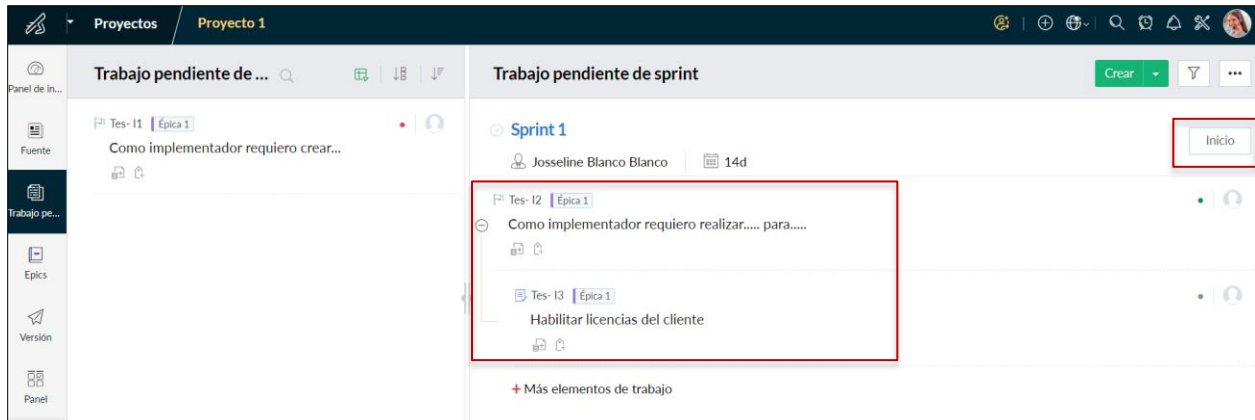 Proyectos / Proyecto 1
Panel de in...
Fuente
Trabajo pe...
Epics
Versión
Panel
Trabajo pendiente de ...
Tes- I1 Épica 1
Como implementador requiero crear...
Trabajo pendiente de sprint
Crear
Sprint 1
Inicio
Josseline Blanco Blanco 14d
Tes- I2 Épica 1
Como implementador requiero realizar..... para.....
Tes- I3 Épica 1
Habilitar licencias del cliente
+ Más elementos de trabajo